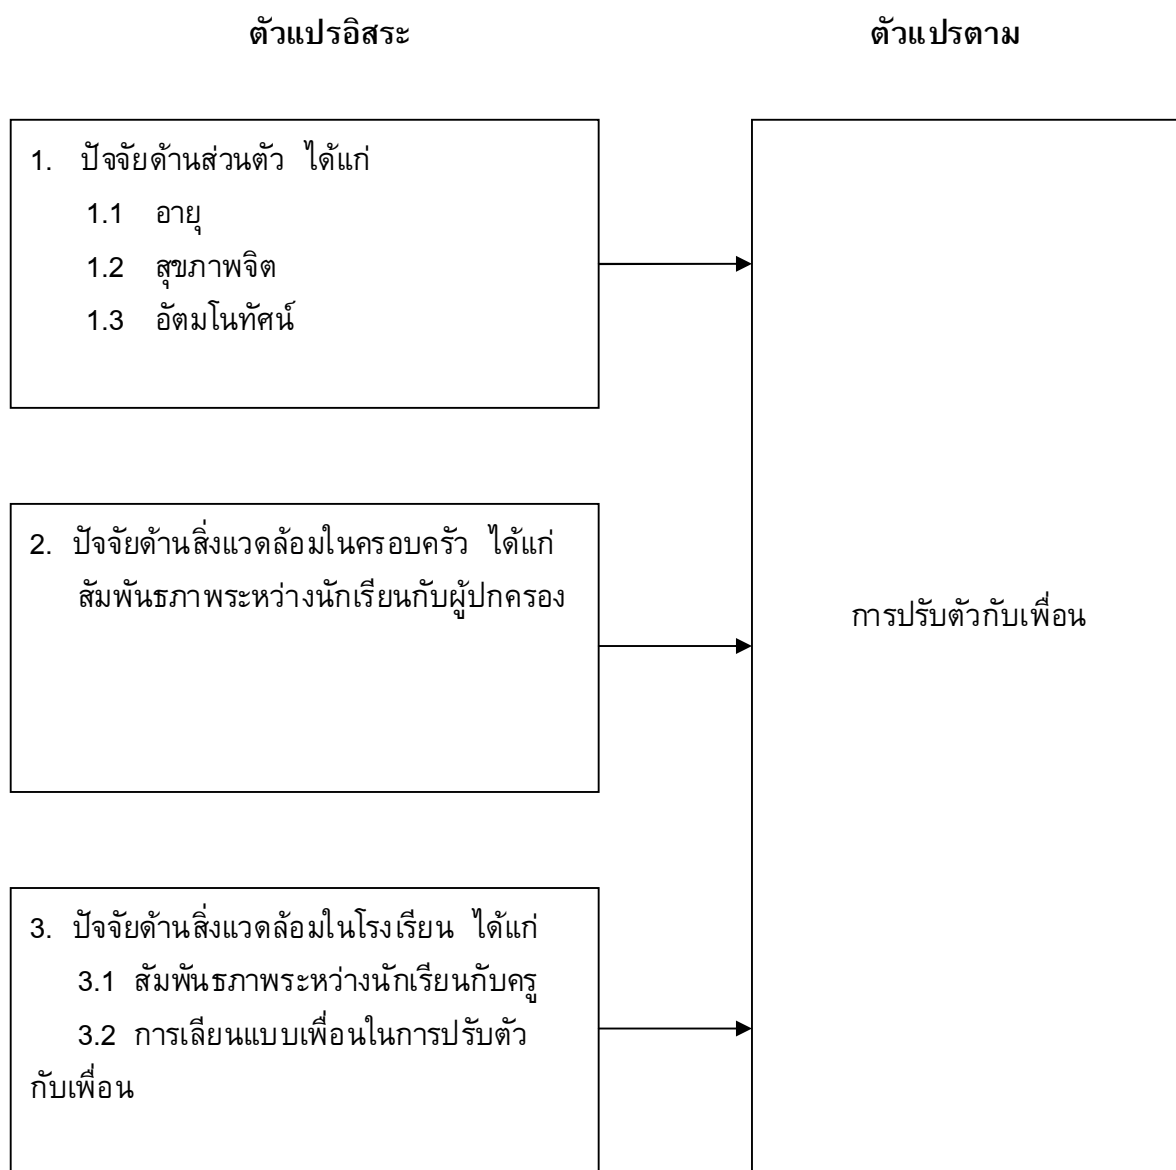 ตัวแปรอิสระ
ตัวแปรตาม
1. ปัจจัยด้านส่วนตัว ได้แก่
1.1 อายุ
1.2 สุขภาพจิต
1.3 อัตมโนทัศน์
2. ปัจจัยด้านสิ่งแวดล้อมในครอบครัว ได้แก่
สัมพันธภาพระหว่างนักเรียนกับผู้ปกครอง
3. ปัจจัยด้านสิ่งแวดล้อมในโรงเรียน ได้แก่
3.1 สัมพันธภาพระหว่างนักเรียนกับครู
3.2 การเลียนแบบเพื่อนในการปรับตัว
กับเพื่อน
การปรับตัวกับเพื่อน